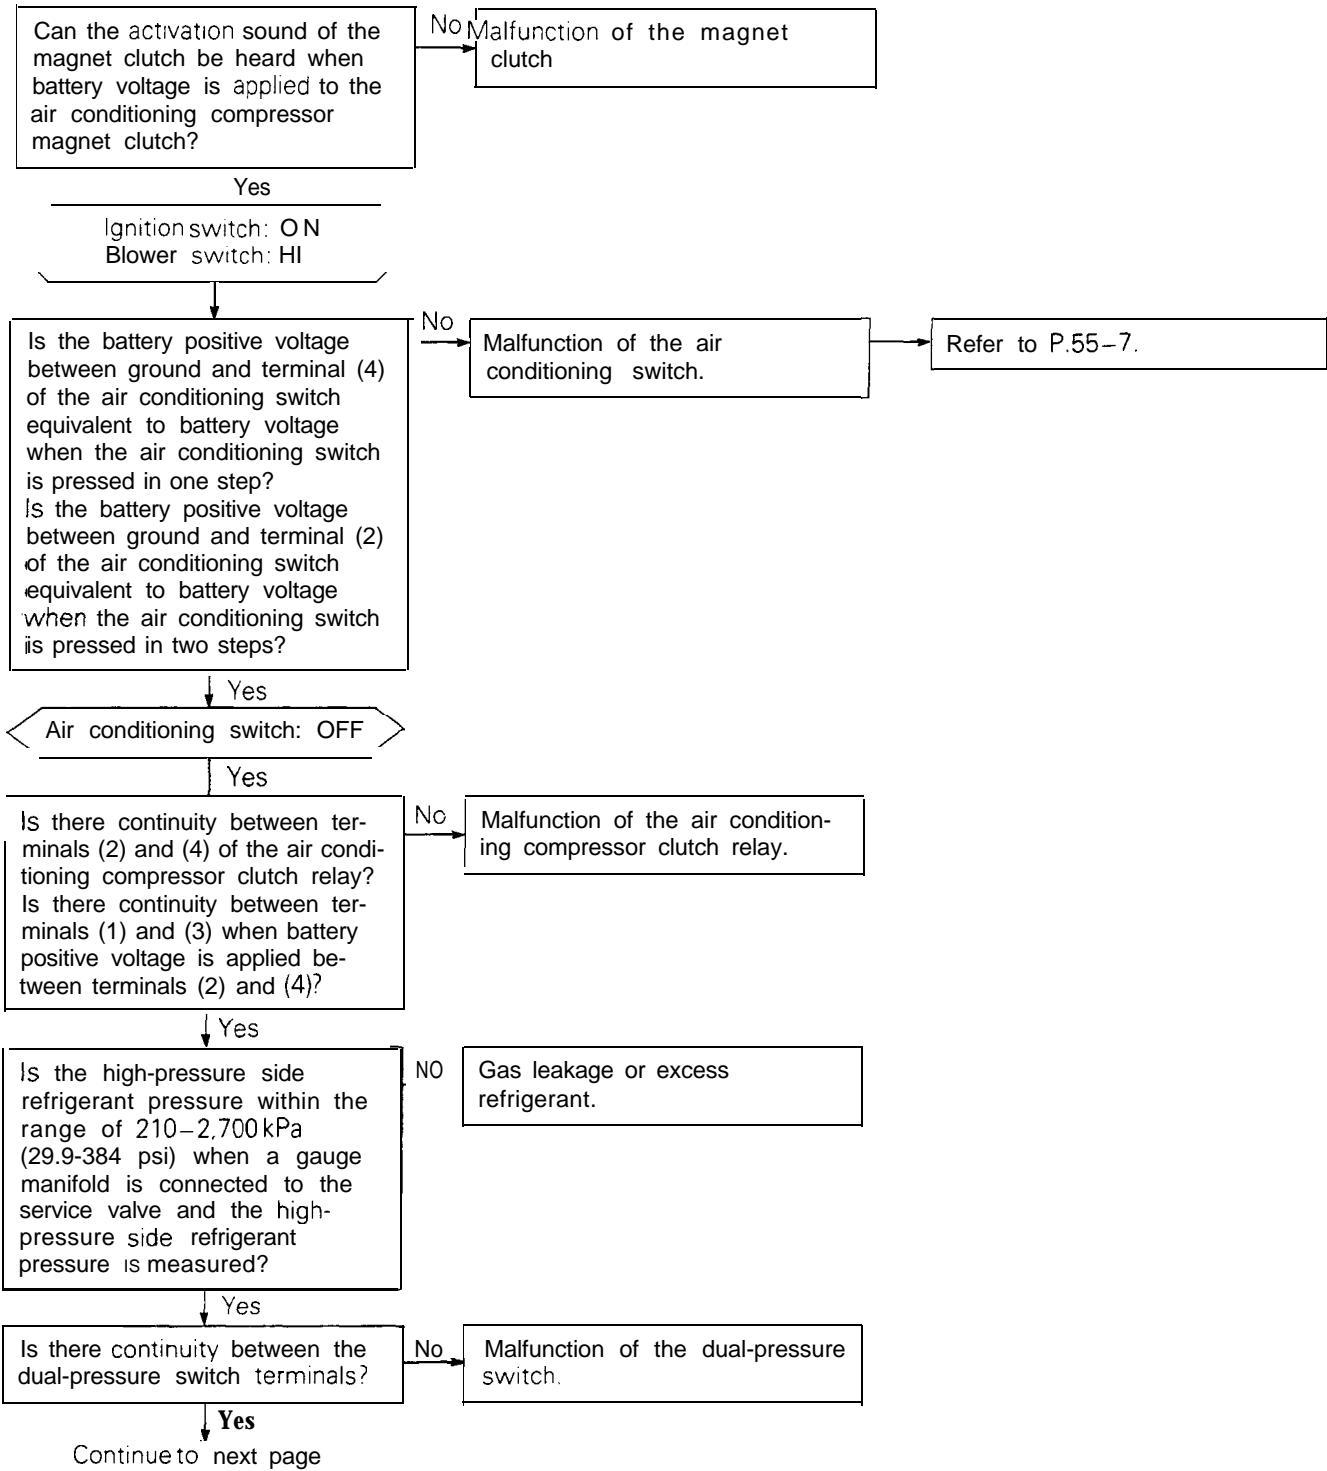 Can the activation sound of the
magnet clutch be heard when
battery voltage is applied to the
air conditioning compressor
magnet clutch?
No
Malfunction of the magnet
clutch
Yes
Ignition switch: ON
Blower switch: HI
Is the battery positive voltage
between ground and terminal (4)
of the air conditioning switch
equivalent to battery voltage
when the air conditioning switch
is pressed in one step?
Is the battery positive voltage
between ground and terminal (2)
of the air conditioning switch
equivalent to battery voltage
when the air conditioning switch
is pressed in two steps?
No
Malfunction of the air
conditioning switch.
Refer to P.55–7.
Yes
Air conditioning switch: OFF
Yes
Is there continuity between ter-
minals (2) and (4) of the air condi-
tioning compressor clutch relay?
Is there continuity between ter-
minals (1) and (3) when battery
positive voltage is applied be-
tween terminals (2) and (4)?
No
Malfunction of the air condition-
ing compressor clutch relay.
Yes
Is the high-pressure side
refrigerant pressure within the
range of 210–2,700 kPa
(29.9-384 psi) when a gauge
manifold is connected to the
service valve and the high-
pressure side refrigerant
pressure is measured?
NO
Gas leakage or excess
refrigerant.
Yes
Is there continuity between the
dual-pressure switch terminals?
No
Malfunction of the dual-pressure
switch.
Yes
Continue to next page